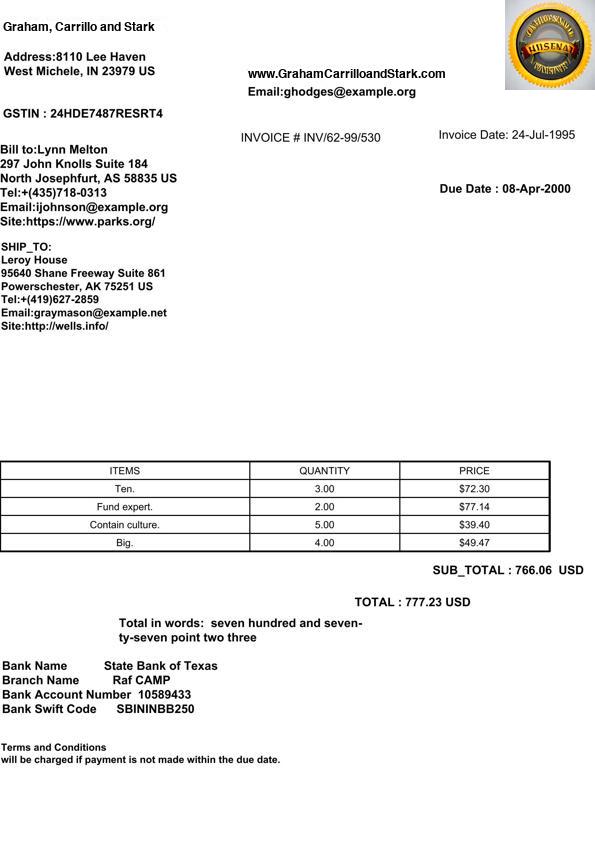 Graham, Carrillo and Stark
Address:8110 Lee Haven
West Michele, IN 23979 US
www.GrahamCarrilloandStark.com
Email:ghodges@example.org
HUSENAT
GSTIN : 24HDE7487RESRT4
INVOICE # INV/62-99/530
Invoice Date: 24-Jul-1995
Due Date : 08-Apr-2000
Bill to:Lynn Melton
297 John Knolls Suite 184
North Josephfurt, AS 58835 US
Tel:+(435)718-0313
Email:ijohnson@example.org
Site:https://www.parks.org/
SHIP_TO:
Leroy House
95640 Shane Freeway Suite 861
Powerschester, AK 75251 US
Tel:+(419)627-2859
Email:graymason@example.net
Site:http://wells.info/
ITEMS QUANTITY PRICE
Ten. 3.00 $72.30
Fund expert. 2.00 $77.14
Contain culture. 5.00 $39.40
Big. 4.00 $49.47
SUB_TOTAL : 766.06 USD
TOTAL : 777.23 USD
Total in words: seven hundred and seven-
ty-seven point two three
Bank Name State Bank of Texas
Branch Name Raf CAMP
Bank Account Number 10589433
Bank Swift Code SBININBB250
Terms and Conditions
will be charged if payment is not made within the due date.